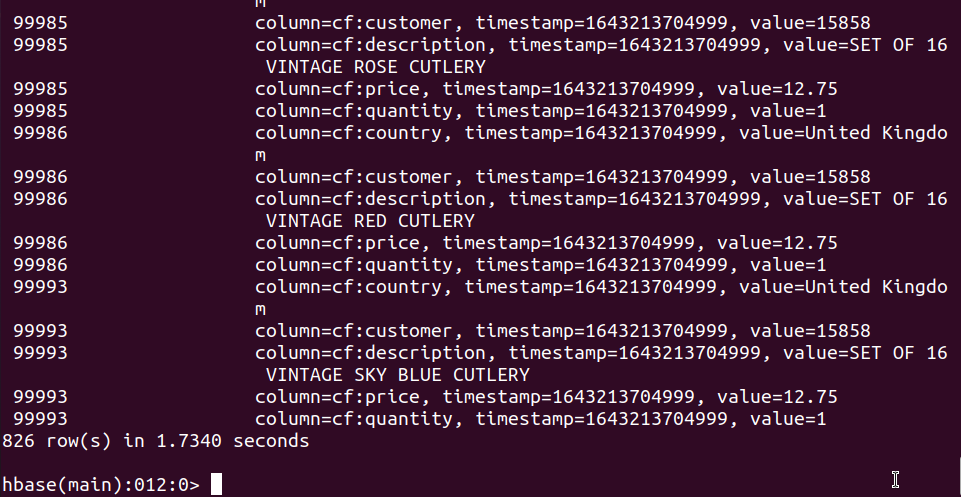 m
99985 column=cf:customer, timestamp=1643213704999, value=15858
99985 column=cf:description, timestamp=1643213704999, value=SET OF 16
VINTAGE ROSE CUTLERY
99985 column=cf:price, timestamp=1643213704999, value=12.75
99985 column=cf:quantity, timestamp=1643213704999, value=1
99986 column=cf:country, timestamp=1643213704999, value=United Kingdo
m
99986 column=cf:customer, timestamp=1643213704999, value=15858
99986 column=cf:description, timestamp=1643213704999, value=SET OF 16
VINTAGE RED CUTLERY
99986 column=cf:price, timestamp=1643213704999, value=12.75
99986 column=cf:quantity, timestamp=1643213704999, value=1
99993 column=cf:country, timestamp=1643213704999, value=United Kingdo
m
99993 column=cf:customer, timestamp=1643213704999, value=15858
99993 column=cf:description, timestamp=1643213704999, value=SET OF 16
VINTAGE SKY BLUE CUTLERY
99993 column=cf:price, timestamp=1643213704999, value=12.75
99993 column=cf:quantity, timestamp=1643213704999, value=1
826 row(s) in 1.7340 seconds
hbase(main):012:0>